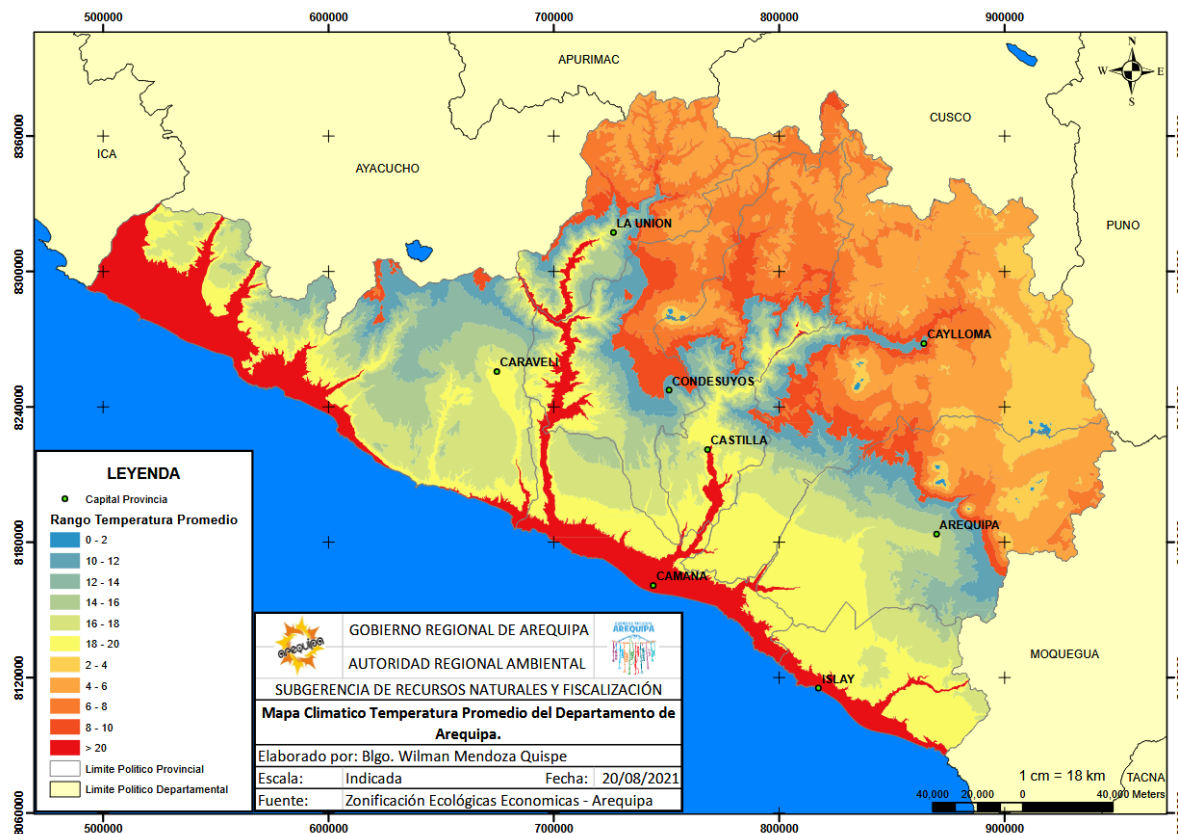 500000 600000 700000 800000 900000
APURIMAC
N
W E
S
CUSCO
8360000
ICA
AYACUCHO
LA UNION
PUNO
8300000
CAYLLOMA
CARAVELI
CONDESUYOS
8240000
CASTILLA
LEYENDA
Capital Provincia
Rango Temperatura Promedio
0 - 2
10 - 12
12 - 14
14 - 16
16 - 18
18 - 20
2 - 4
4 - 6
6 - 8
8 - 10
> 20
Limite Politico Provincial
Limite Politico Departamental
AREQUIPA
8180000
CAMANA
arequipa
GOBIERNO REGIONAL DE AREQUIPA
AREQUIPA
AUTORIDAD REGIONAL AMBIENTAL
SUBGERENCIA DE RECURSOS NATURALES Y FISCALIZACIÓN
Mapa Climatico Temperatura Promedio del Departamento de
Arequipa.
Elaborado por: Blgo. Wilman Mendoza Quispe
Escala: Indicada Fecha: 20/08/2021
Fuente: Zonificación Ecológicas Economicas - Arequipa
MOQUEGUA
8120000
ISLAY
1 cm = 18 km
TACNA
40,000 20,000 0 40,000 Meters
8060000
500000 600000 700000 800000 900000